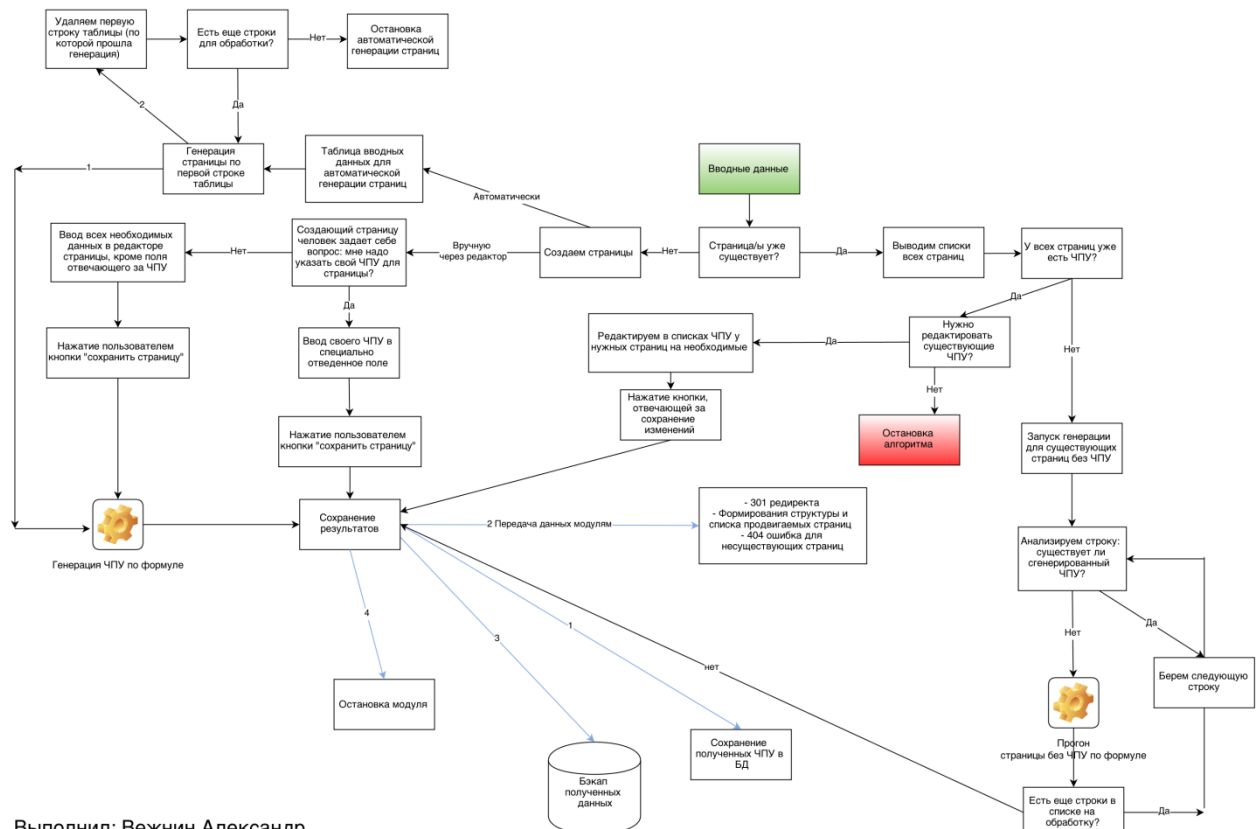 Удаляем первую
строку таблицы (по
которой прошла
генерация)
Есть еще строки
для обработки?
Нет
Остановка
автоматической
генерации страниц
2
Да
1
Генерация
страницы по
первой строке
таблицы
Таблица вводных
данных для
автоматической
генерации страниц
Автоматически
Вводные данные
Ввод всех необходимых
данных в редакторе
страницы, кроме поля
отвечающего за ЧПУ
Нет
Создающий страницу
человек задает себе
вопрос: мне надо
указать свой ЧПУ для
страницы?
Вручную
через редактор
Создаем страницы
Нет
Страница/ы уже
существует?
Да
Выводим списки
всех страниц
У всех страниц уже
есть ЧПУ?
Да
Да
Нажатие пользователем
кнопки "сохранить страницу"
Ввод своего ЧПУ в
специально
отведенное поле
Редактируем в списках ЧПУ у
нужных страниц на необходимые
Да
Нужно
редактировать
существующие
ЧПУ?
Нет
Нет
Нажатие кнопки,
отвечающей за
сохранение
изменений
Нажатие пользователем
кнопки "сохранить страницу"
Остановка
алгоритма
Запуск генерации
для существующих
страниц без ЧПУ
Генерация ЧПУ по формуле
Сохранение
результатов
2 Передача данных модулям
- 301 редиректа
- Формирования структуры и
списка продвигаемых страниц
- 404 ошибка для
несуществующих страниц
Анализируем строку:
существует ли
сгенерированный
ЧПУ?
4
3
1
нет
Нет
Да
Берем следующую
строку
Остановка модуля
Прогон
страницы без ЧПУ по формуле
Сохранение
полученных ЧПУ в
БД
Бэкап
полученных
данных
Есть еще строки в
списке на
обработку?
Да
Выполнил: Вежнин Александр